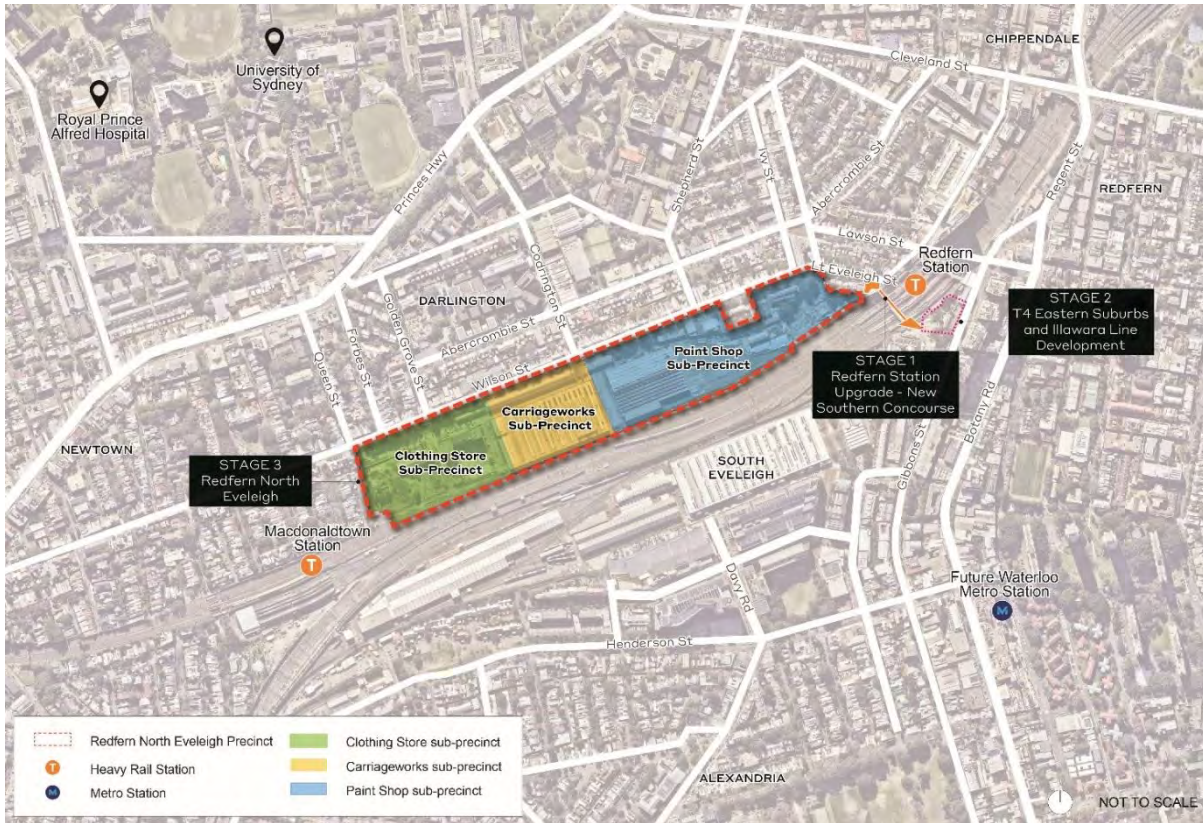 CHIPPENDALE
Cleveland St
University of
Sydney
Royal Prince
Alfred Hospital
Princes Hwy
Shepherd St
Ivy St
Abercrombie St
Regent St
REDFERN
Lawson St
Redfern
Station
T
Lt Eveleigh St
Codrington St
DARLINGTON
STAGE 2
T4 Eastern Suburbs
and Illawara Line
Development
Golden Grove St
Forbes St
Queen St
Abercrombie St
Wilson St
Paint Shop
Sub-Precinct
STAGE 1
Redfern Station
Upgrade - New
Southern Concourse
Carriageworks
Sub-Precinct
Botany Rd
Gibbons St
NEWTOWN
Clothing Store
Sub-Precinct
STAGE 3
Redfern North
Eveleigh
SOUTH
EVELEIGH
Macdonaldtown
Station
T
Davy Rd
Future Waterloo
Metro Station
M
Henderson St
ALEXANDRIA
Redfern North Eveleigh Precinct
T
Heavy Rail Station
M
Metro Station
Clothing Store sub-precinct
Carriageworks sub-precinct
Paint Shop sub-precinct
NOT TO SCALE